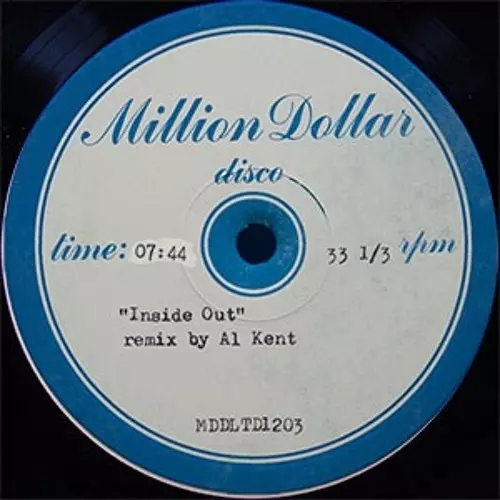 Million Dollar
disco
time: 07:44 33 1/3 rpm
"Inside Out"
remix by Al Kent
MDDLTD1203